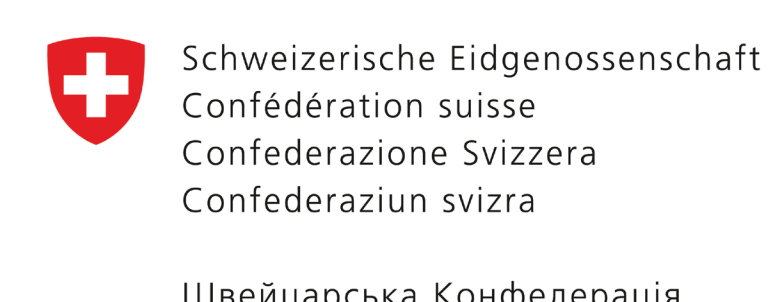 Schweizerische Eidgenossenschaft
Confédération suisse
Confederazione Svizzera
Confederaziun svizra
Швейцарська Конфедерація